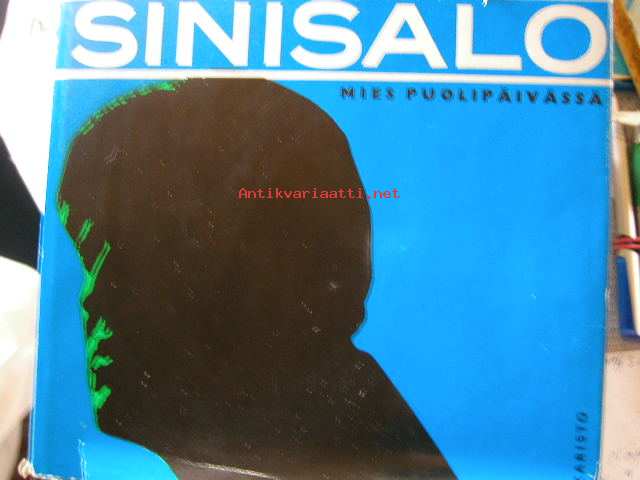 SINISALO
MIES PUOLIPÄIVÄSSÄ
Antikvariaatti.net
KARISTO